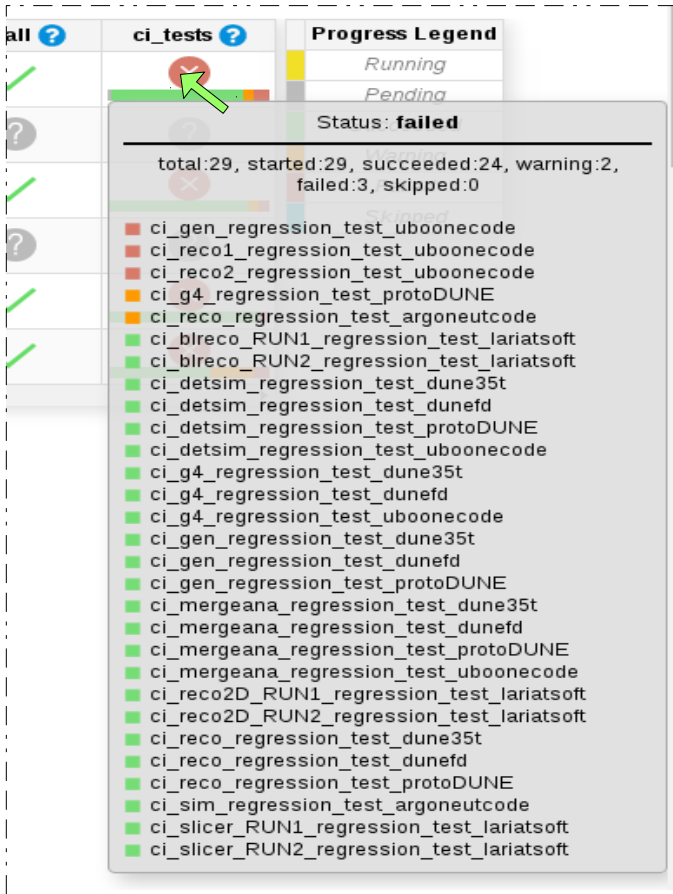 all ?
ci_tests ?
Progress Legend
Running
Pending
Warning
Skipped
?
?
Status: failed
total:29, started:29, succeeded:24, warning:2,
failed:3, skipped:0
ci_gen_regression_test_uboonecode
ci_reco1_regression_test_uboonecode
ci_reco2_regression_test_uboonecode
ci_g4_regression_test_protoDUNE
ci_reco_regression_test_argoneutcode
ci_blreco_RUN1_regression_test_lariatsoft
ci_blreco_RUN2_regression_test_lariatsoft
ci_detsim_regression_test_dune35t
ci_detsim_regression_test_dunefd
ci_detsim_regression_test_protoDUNE
ci_detsim_regression_test_uboonecode
ci_g4_regression_test_dune35t
ci_g4_regression_test_dunefd
ci_g4_regression_test_uboonecode
ci_gen_regression_test_dune35t
ci_gen_regression_test_dunefd
ci_gen_regression_test_protoDUNE
ci_mergeana_regression_test_dune35t
ci_mergeana_regression_test_dunefd
ci_mergeana_regression_test_protoDUNE
ci_mergeana_regression_test_uboonecode
ci_reco2D_RUN1_regression_test_lariatsoft
ci_reco2D_RUN2_regression_test_lariatsoft
ci_reco_regression_test_dune35t
ci_reco_regression_test_dunefd
ci_reco_regression_test_protoDUNE
ci_sim_regression_test_argoneutcode
ci_slicer_RUN1_regression_test_lariatsoft
ci_slicer_RUN2_regression_test_lariatsoft